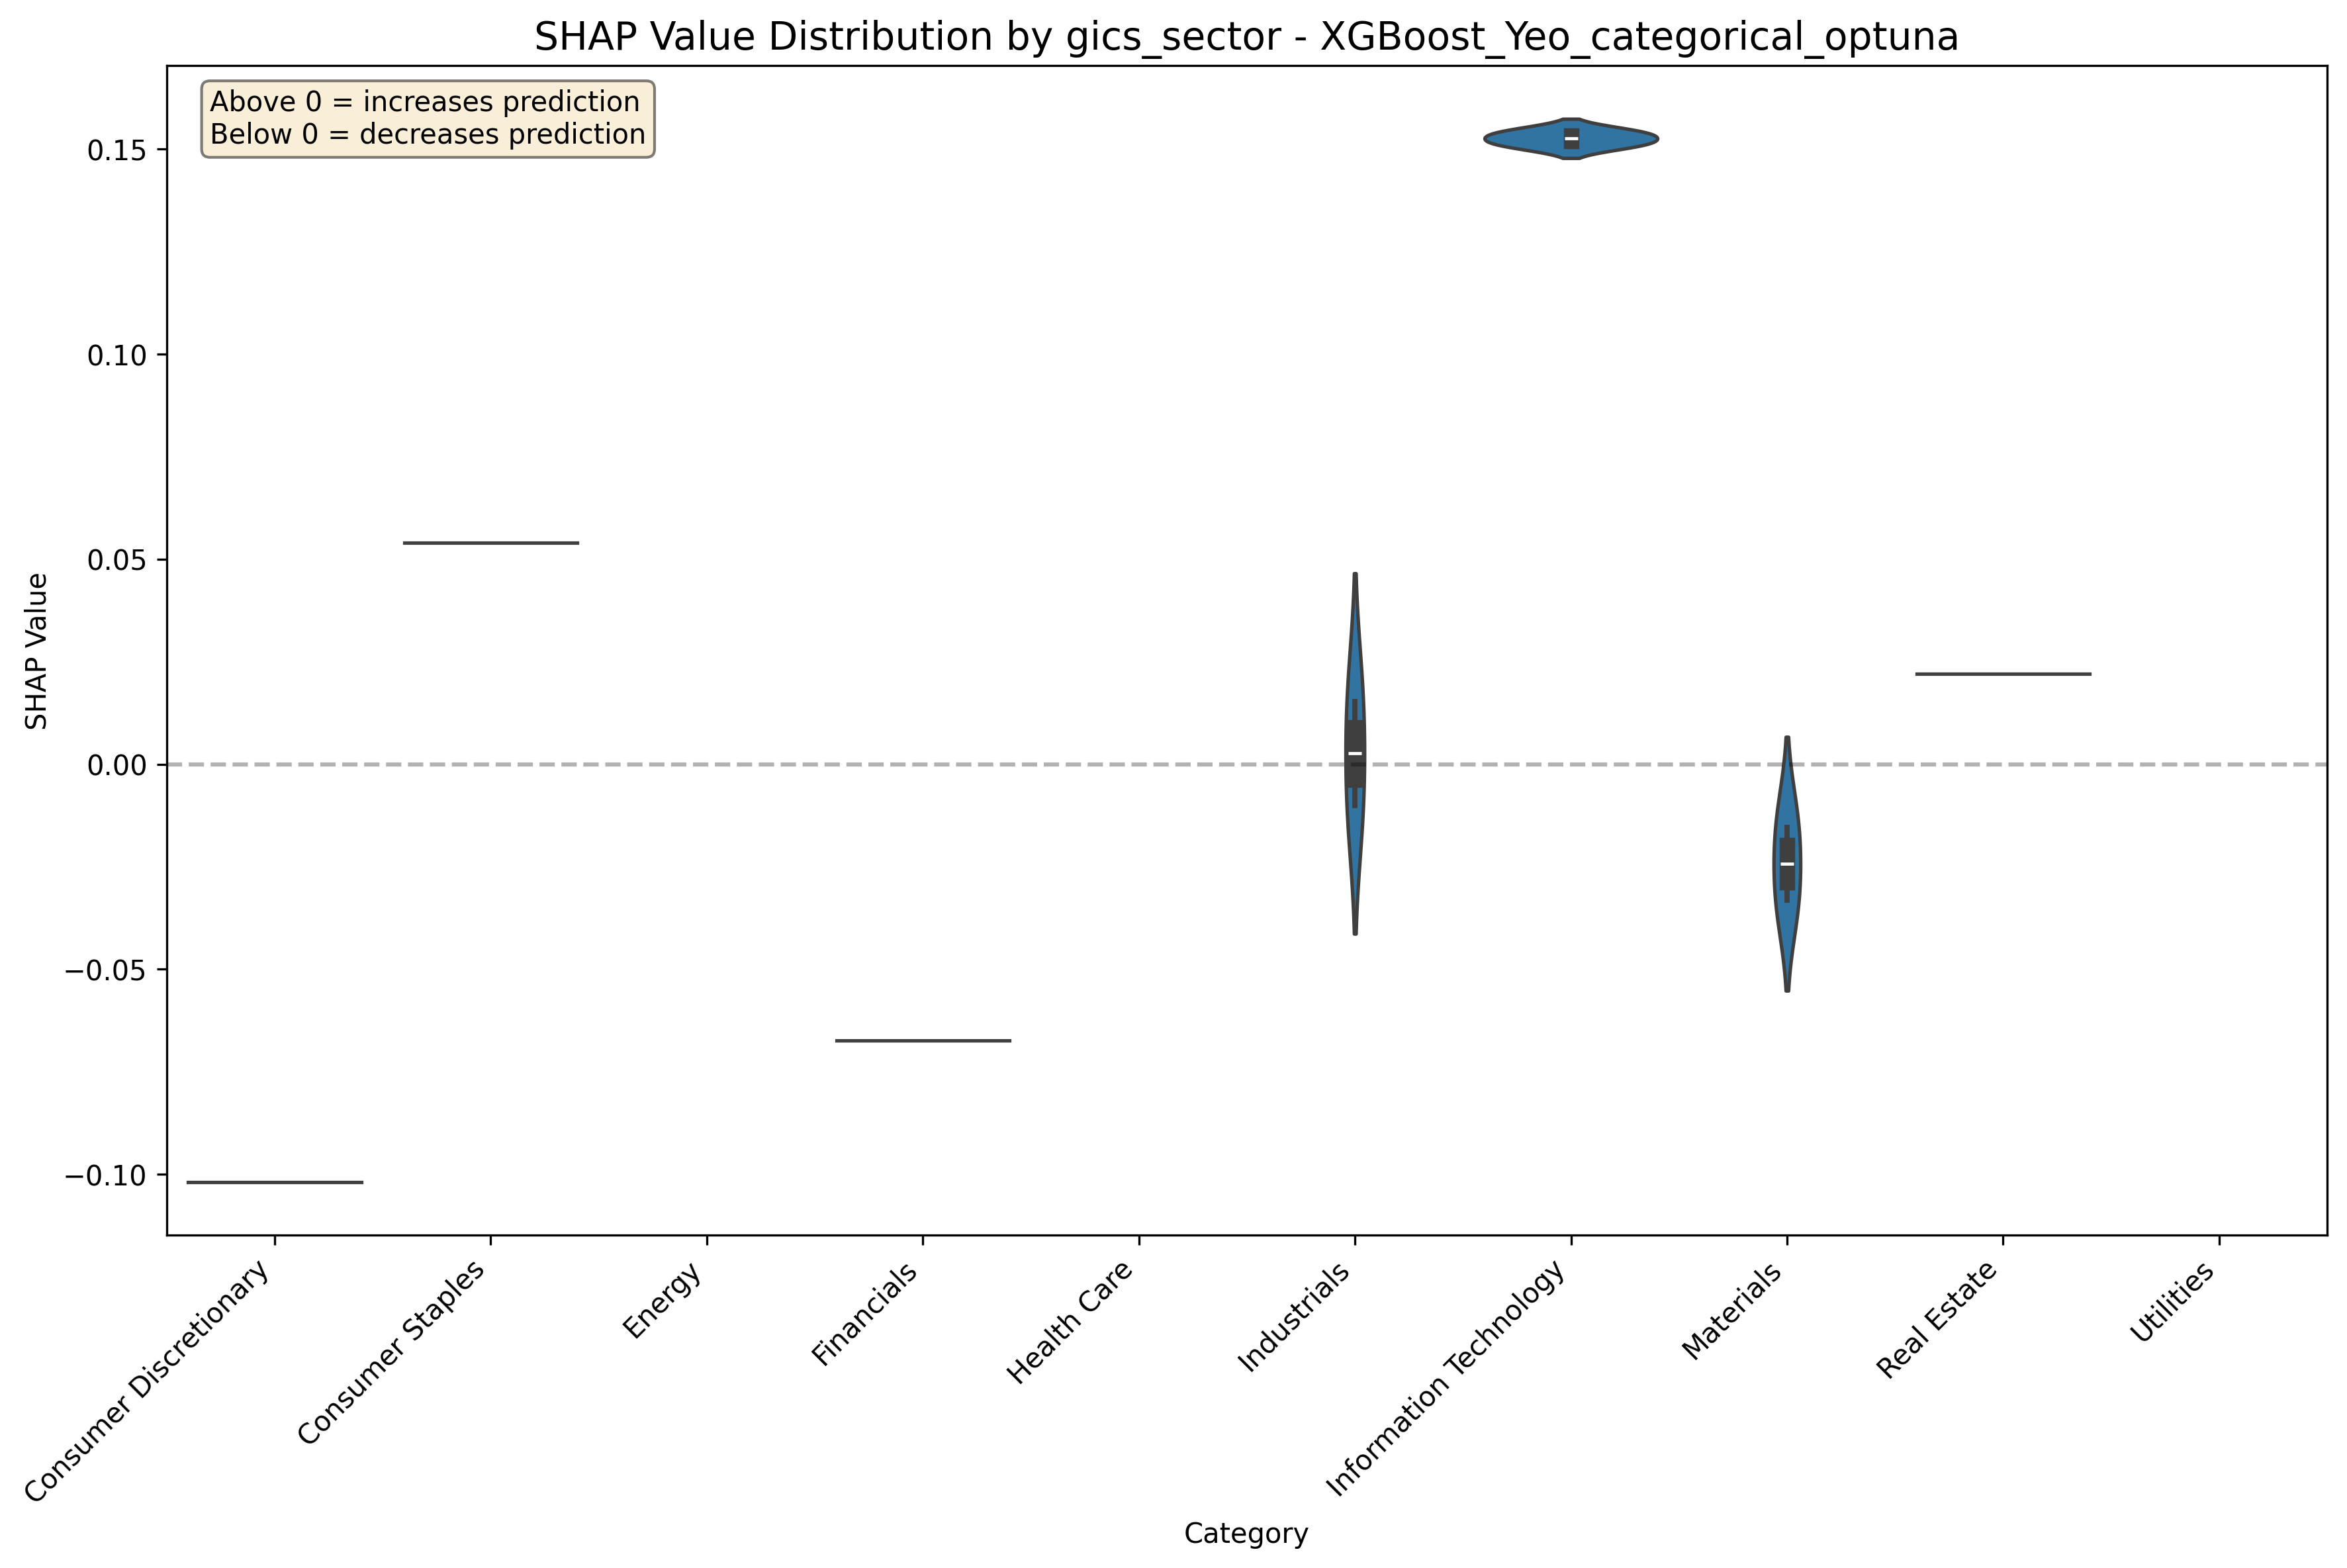 SHAP Value Distribution by gics_sector - XGBoost_Yeo_categorical_optuna
Above 0 = increases prediction
Below 0 = decreases prediction
SHAP Value
0.15
0.10
0.05
0.00
−0.05
−0.10
Consumer Discretionary
Consumer Staples
Energy
Financials
Health Care
Industrials
Information Technology
Materials
Real Estate
Utilities
Category